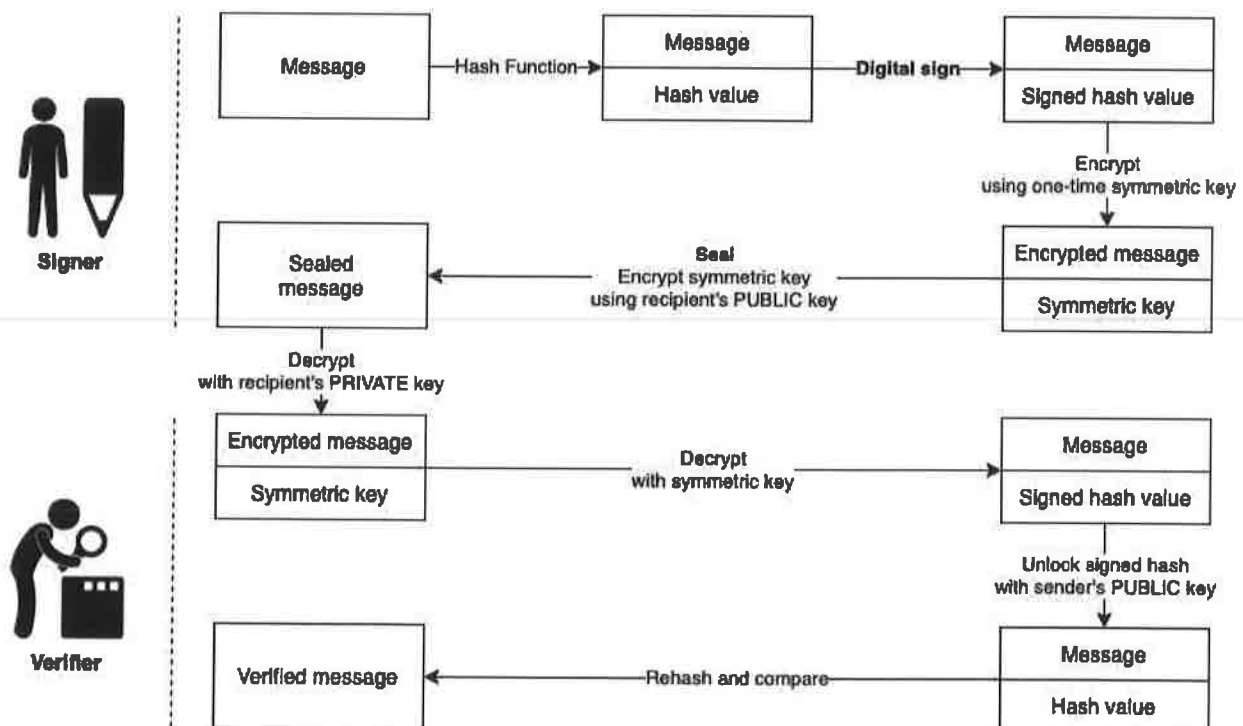 Message
Hash Function
Message
Hash value
Digital sign
Message
Signed hash value
Encrypt
using one-time symmetric key
Signer
Sealed
message
Seal
Encrypt symmetric key
using recipient's PUBLIC key
Encrypted message
Symmetric key
Decrypt
with recipient's PRIVATE key
Encrypted message
Symmetric key
Decrypt
with symmetric key
Message
Signed hash value
Unlock signed hash
with sender's PUBLIC key
Verifier
Verified message
Rehash and compare
Message
Hash value